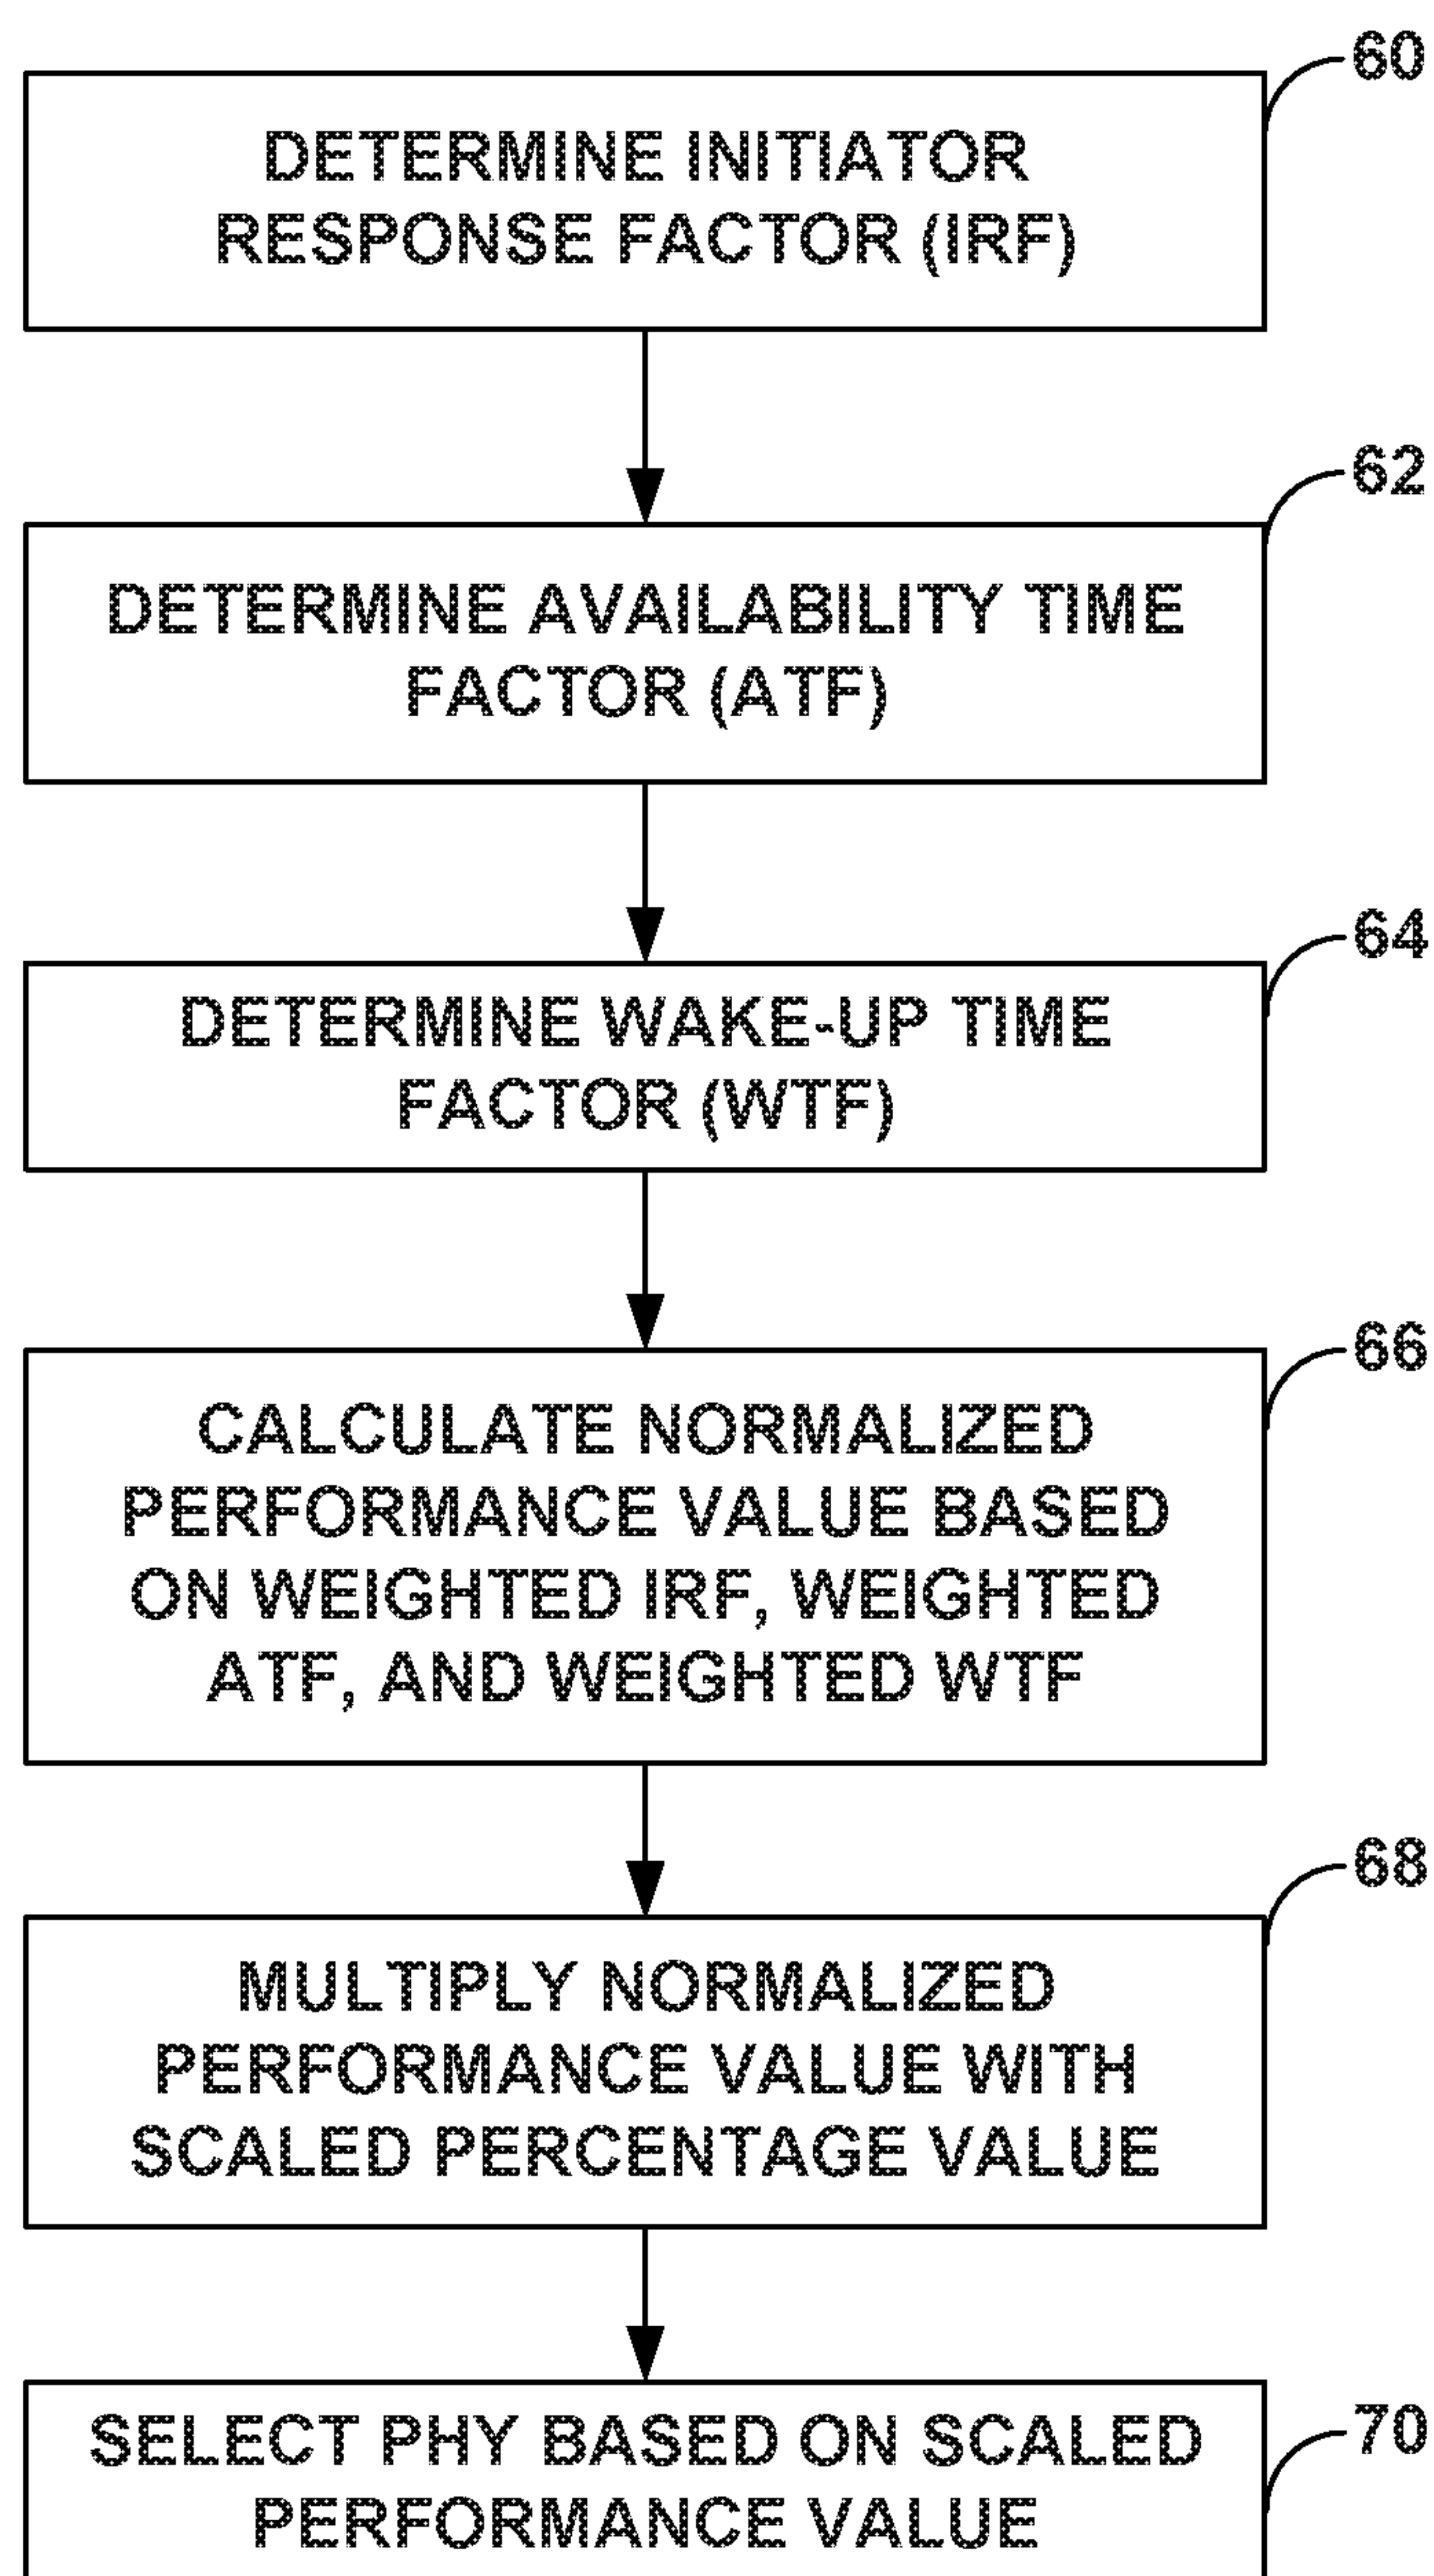 60
DETERMINE INITIATOR
RESPONSE FACTOR (IRF)
62
DETERMINE AVAILABILITY TIME
FACTOR (ATF)
64
DETERMINE WAKE-UP TIME
FACTOR (WTF)
66
CALCULATE NORMALIZED
PERFORMANCE VALUE BASED
ON WEIGHTED IRF, WEIGHTED
ATF, AND WEIGHTED WTF
68
MULTIPLY NORMALIZED
PERFORMANCE VALUE WITH
SCALED PERCENTAGE VALUE
70
SELECT PHY BASED ON SCALED
PERFORMANCE VALUE